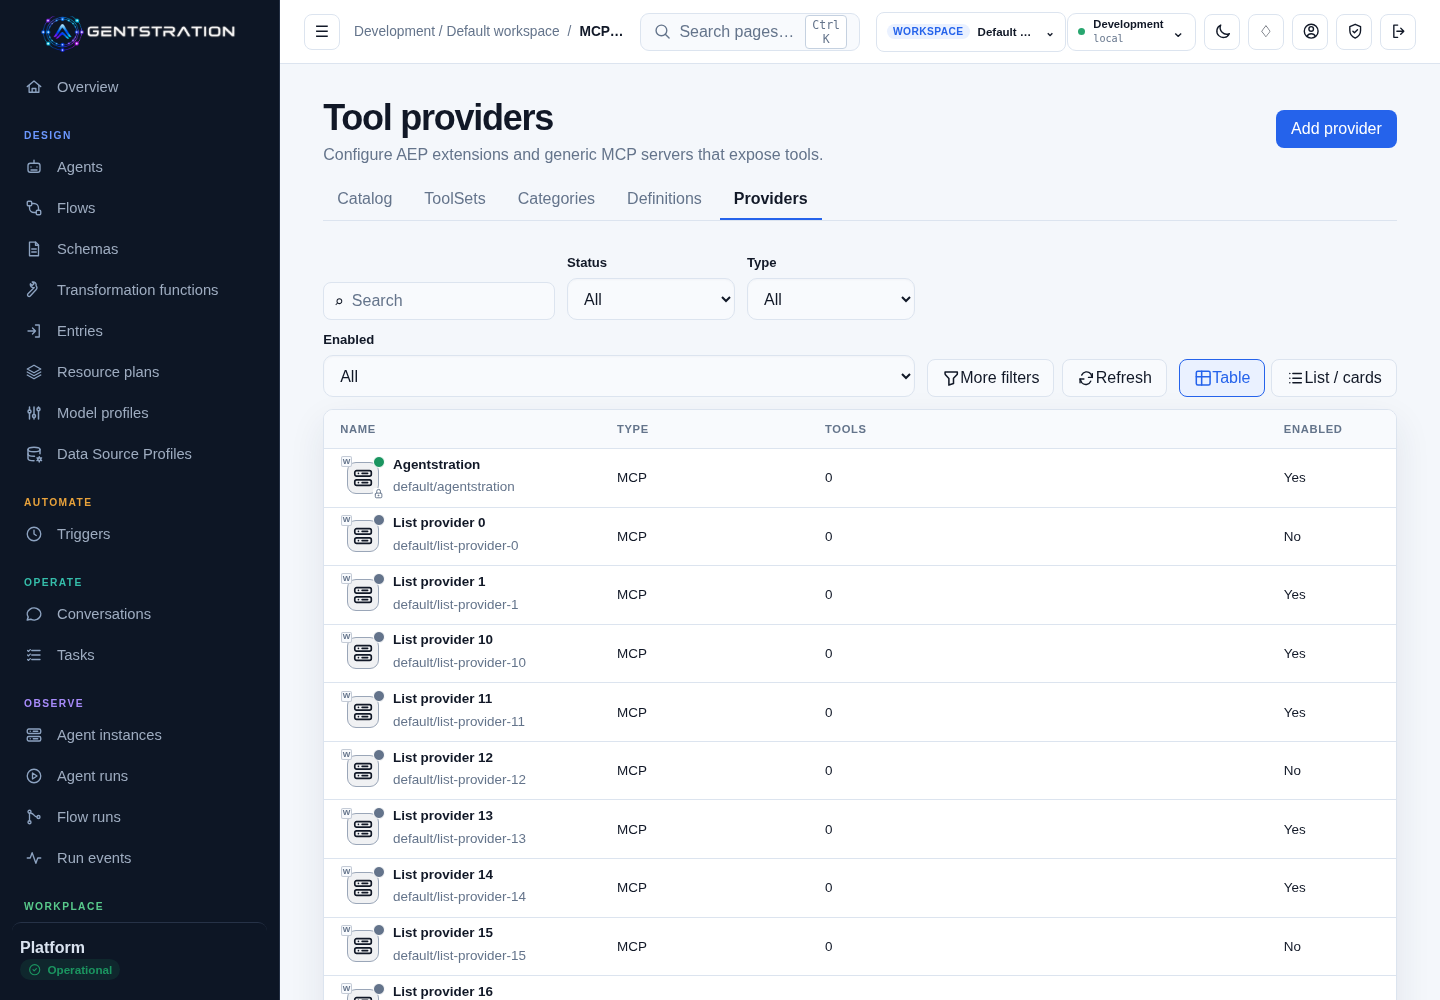 GENTSTRATION
Overview
DESIGN
Agents
Flows
Schemas
Transformation functions
Entries
Resource plans
Model profiles
Data Source Profiles
AUTOMATE
Triggers
OPERATE
Conversations
Tasks
OBSERVE
Agent instances
Agent runs
Flow runs
Run events
WORKPLACE
Platform
Operational
Development / Default workspace / MCP...
Search pages...
Ctrl K
WORKSPACE Default ...
Development
local
Tool providers
Configure AEP extensions and generic MCP servers that expose tools.
Add provider
Catalog ToolSets Categories Definitions Providers
Search
Status
All
Type
All
Enabled
All
More filters
Refresh
Table
List / cards
NAME TYPE TOOLS ENABLED
W Agentstration
default/agentstration
MCP 0 Yes
W List provider 0
default/list-provider-0
MCP 0 No
W List provider 1
default/list-provider-1
MCP 0 Yes
W List provider 10
default/list-provider-10
MCP 0 Yes
W List provider 11
default/list-provider-11
MCP 0 Yes
W List provider 12
default/list-provider-12
MCP 0 No
W List provider 13
default/list-provider-13
MCP 0 Yes
W List provider 14
default/list-provider-14
MCP 0 Yes
W List provider 15
default/list-provider-15
MCP 0 No
W List provider 16